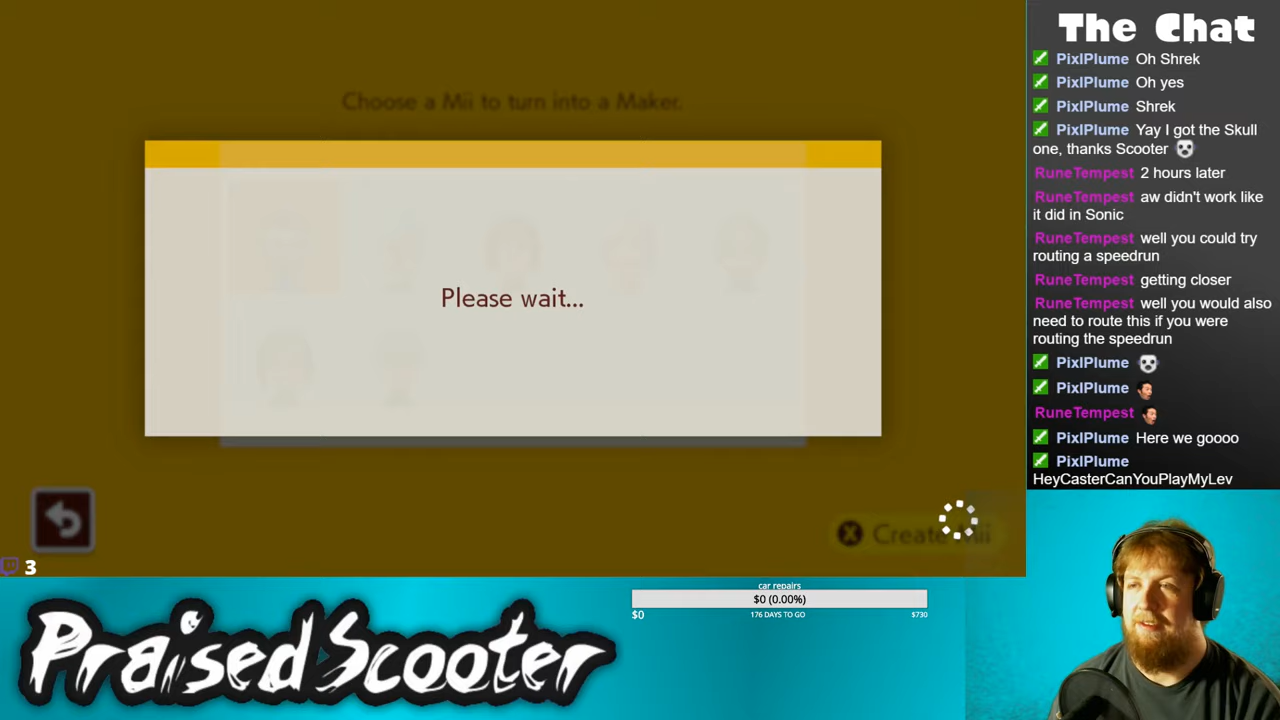 Choose a Mii to turn into a Maker.
Please wait...
Create Mii
3
The Chat
PixlPlume Oh Shrek
PixlPlume Oh yes
PixlPlume Shrek
PixlPlume Yay I got the Skull
one, thanks Scooter
RuneTempest 2 hours later
RuneTempest aw didn't work like
it did in Sonic
RuneTempest well you could try
routing a speedrun
RuneTempest getting closer
RuneTempest well you would also
need to route this if you were
routing the speedrun
PixlPlume
PixlPlume
RuneTempest
PixlPlume Here we goooo
PixlPlume
HeyCasterCanYouPlayMyLev
car repairs
$0 (0.00%)
$0 176 DAYS TO GO $730
PraisedScooter